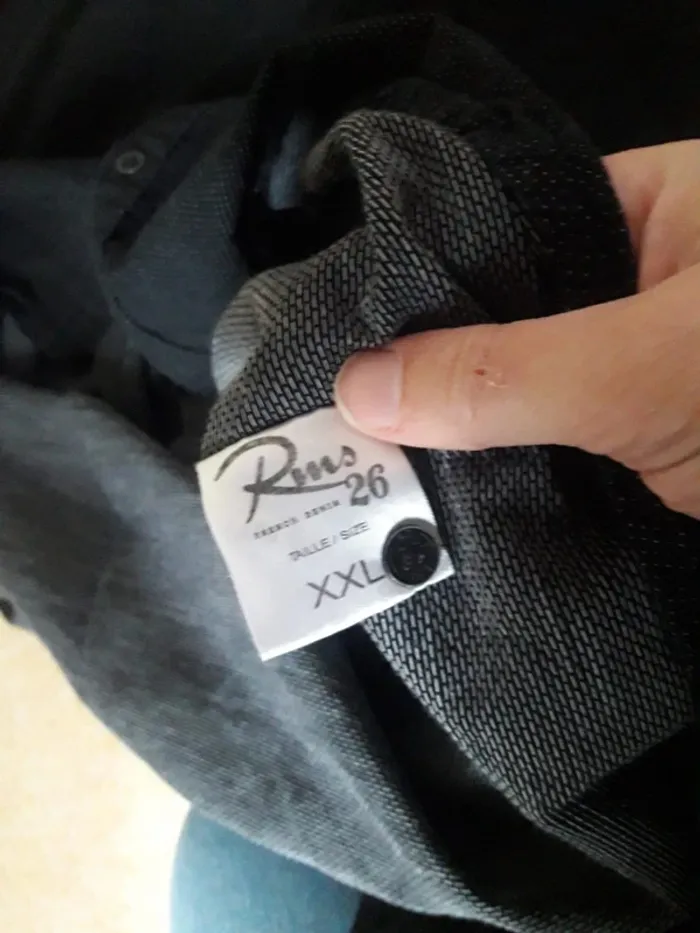 Rms
26
FRENCH DENIM
TAILLE / SIZE
XXL